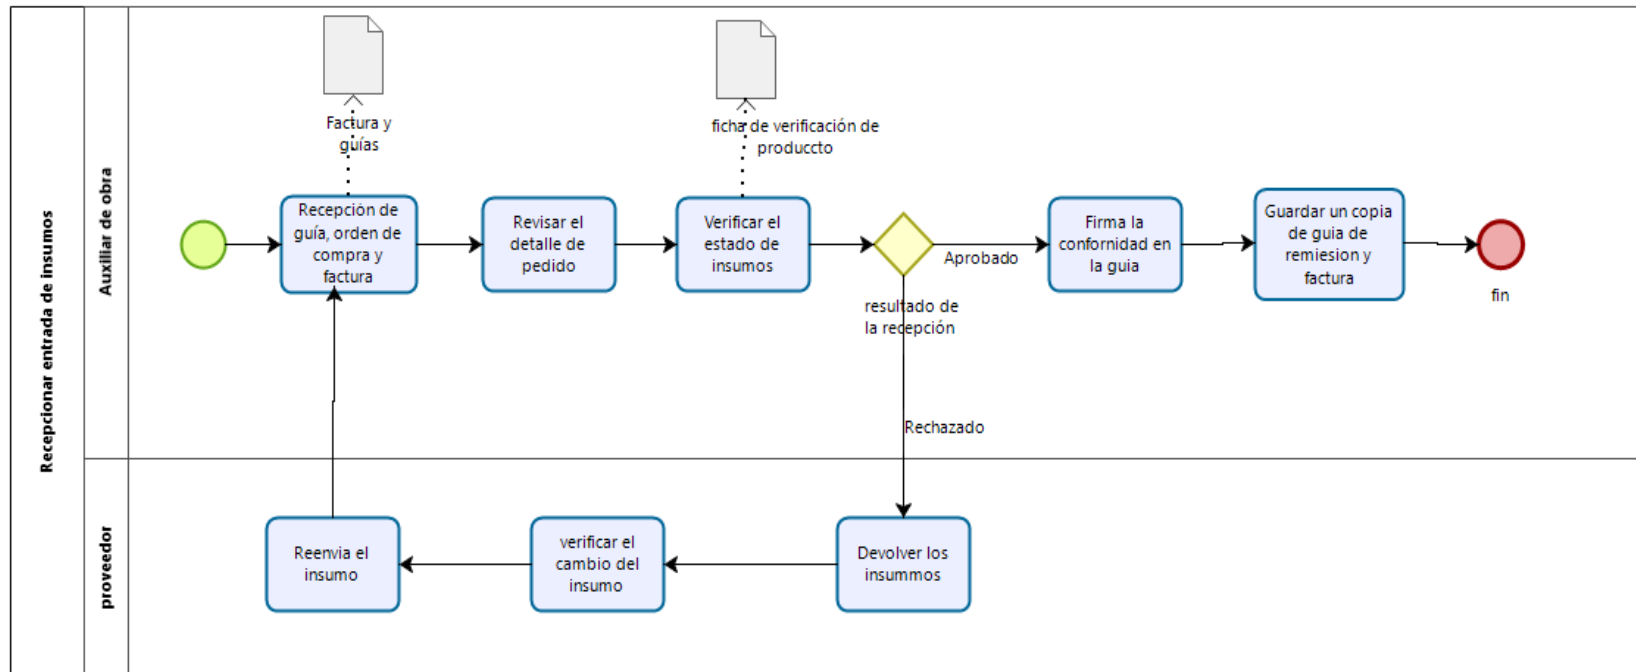 Recepcionar entrada de insumos
Auxiliar de obra
Factura y
guías
ficha de verificación de
produccto
Recepción de
guía, orden de
compra y
factura
Revisar el
detalle de
pedido
Verificar el
estado de
insumos
resultado de
la recepción
Aprobado
Rechazado
Firma la
confornidad en
la guia
Guardar un copia
de guia de
remiesion y
factura
fin
proveedor
Reenvia el
insumo
verificar el
cambio del
insumo
Devolver los
insummos